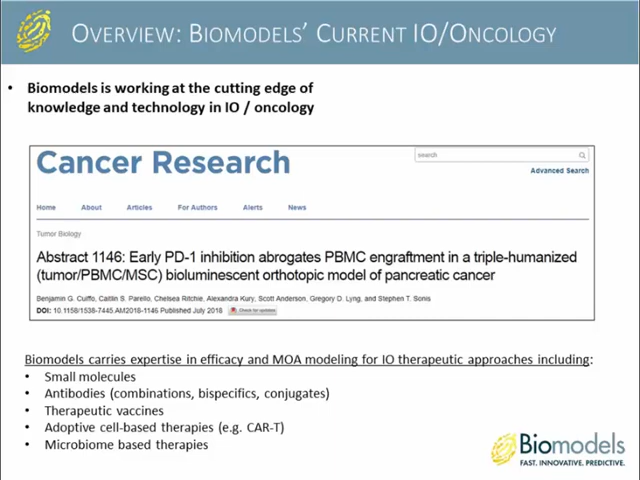 OVERVIEW: BIOMODELS' CURRENT IO/ONCOLOGY
• Biomodels is working at the cutting edge of
knowledge and technology in IO / oncology
Cancer Research
search
Advanced Search
Home About Articles For Authors Alerts News
Tumor Biology
Abstract 1146: Early PD-1 inhibition abrogates PBMC engraftment in a triple-humanized
(tumor/PBMC/MSC) bioluminescent orthotopic model of pancreatic cancer
Benjamin G. Cuiffo, Caitlin S. Parello, Chelsea Ritchie, Alexandra Kury, Scott Anderson, Gregory D. Lyng, and Stephen T. Sonis
DOI: 10.1158/1538-7445.AM2018-1146 Published July 2018 Check for updates
Biomodels carries expertise in efficacy and MOA modeling for IO therapeutic approaches including:
• Small molecules
• Antibodies (combinations, bispecifics, conjugates)
• Therapeutic vaccines
• Adoptive cell-based therapies (e.g. CAR-T)
• Microbiome based therapies
Biomodels
FAST. INNOVATIVE. PREDICTIVE.